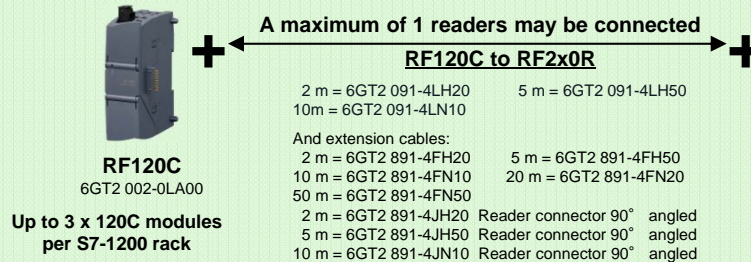 A maximum of 1 readers may be connected
+ +
RF120C to RF2x0R
2 m = 6GT2 091-4LH20 5 m = 6GT2 091-4LH50
10m = 6GT2 091-4LN10
And extension cables:
2 m = 6GT2 891-4FH20 5 m = 6GT2 891-4FH50
10 m = 6GT2 891-4FN10 20 m = 6GT2 891-4FN20
50 m = 6GT2 891-4FN50
2 m = 6GT2 891-4JH20 Reader connector 90° angled
5 m = 6GT2 891-4JH50 Reader connector 90° angled
10 m = 6GT2 891-4JN10 Reader connector 90° angled
RF120C
6GT2 002-0LA00
Up to 3 x 120C modules
per S7-1200 rack